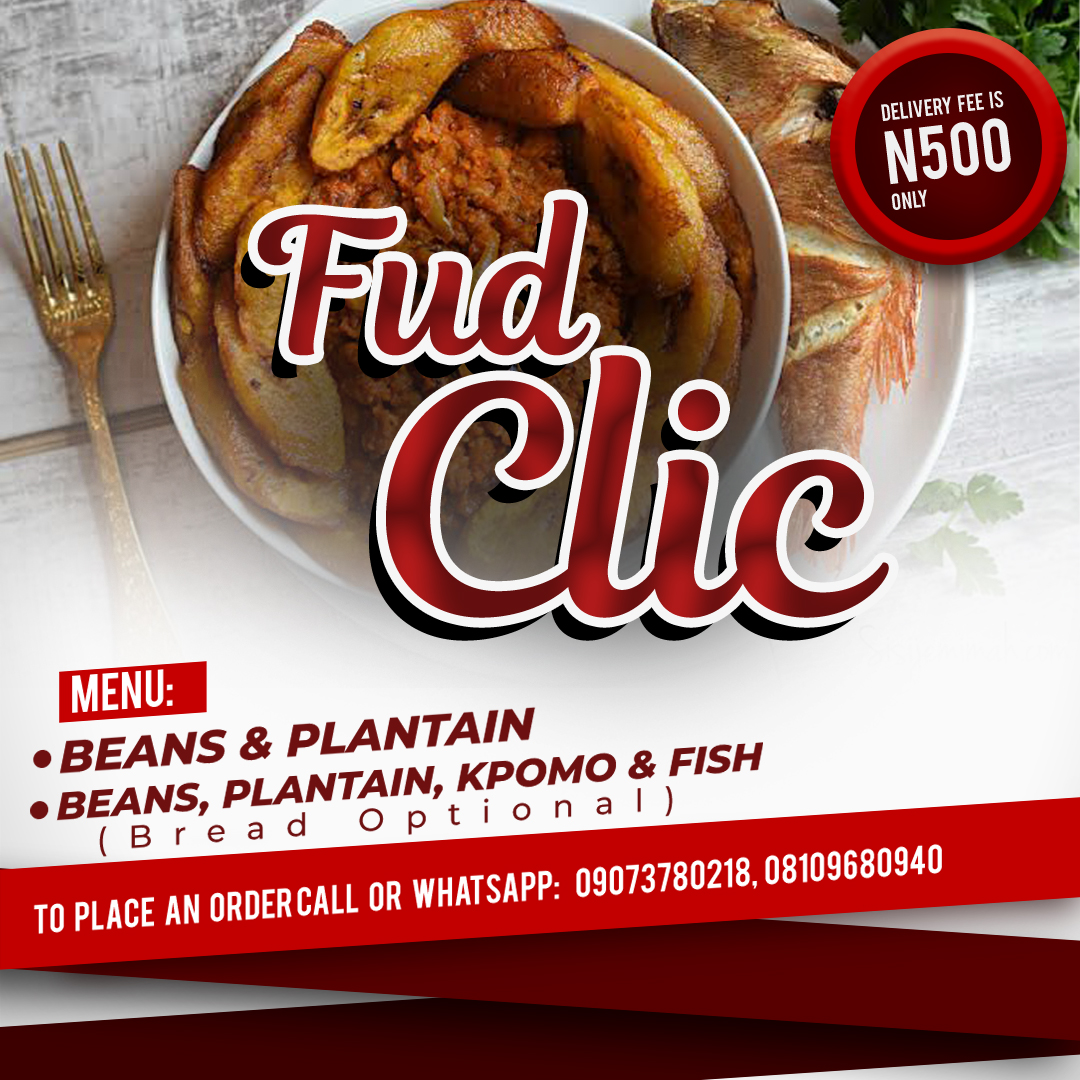 DELIVERY FEE IS
N500
ONLY
Fud
Clic
MENU:
• BEANS & PLANTAIN
• BEANS, PLANTAIN, KPOMO & FISH
(Bread Optional)
TO PLACE AN ORDER CALL OR WHATSAPP: 09073780218, 08109680940